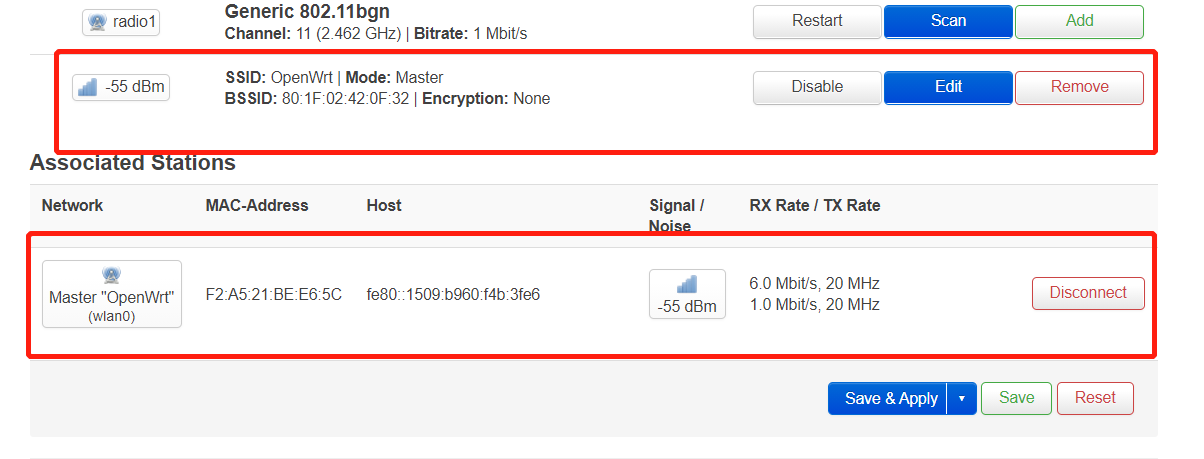 radio1
Generic 802.11bgn
Channel: 11 (2.462 GHz) | Bitrate: 1 Mbit/s
Restart
Scan
Add
-55 dBm
SSID: OpenWrt | Mode: Master
BSSID: 80:1F:02:42:0F:32 | Encryption: None
Disable
Edit
Remove
Associated Stations
Network
MAC-Address
Host
Signal /
Noise
RX Rate / TX Rate
Master "OpenWrt"
(wlan0)
F2:A5:21:BE:E6:5C
fe80::1509:b960:f4b:3fe6
-55 dBm
6.0 Mbit/s, 20 MHz
1.0 Mbit/s, 20 MHz
Disconnect
Save & Apply
Save
Reset